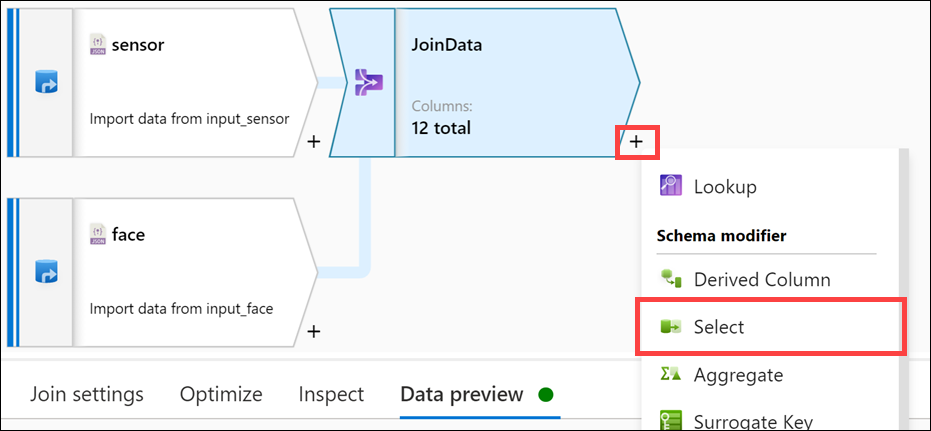 sensor
JSON
Import data from input_sensor
+
JoinData
Columns:
12 total
+
Lookup
Schema modifier
Derived Column
Select
Aggregate
Surrogate Key
face
JSON
Import data from input_face
+
Join settings
Optimize
Inspect
Data preview